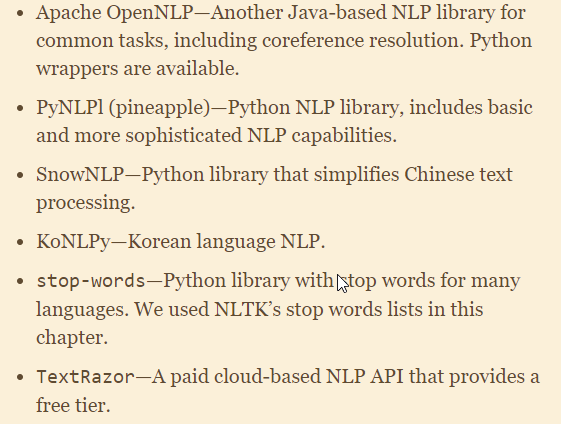 • Apache OpenNLP—Another Java-based NLP library for
common tasks, including coreference resolution. Python
wrappers are available.
• PyNLPl (pineapple)—Python NLP library, includes basic
and more sophisticated NLP capabilities.
• SnowNLP—Python library that simplifies Chinese text
processing.
• KoNLPy—Korean language NLP.
• stop-words—Python library with stop words for many
languages. We used NLTK’s stop words lists in this
chapter.
• TextRazor—A paid cloud-based NLP API that provides a
free tier.